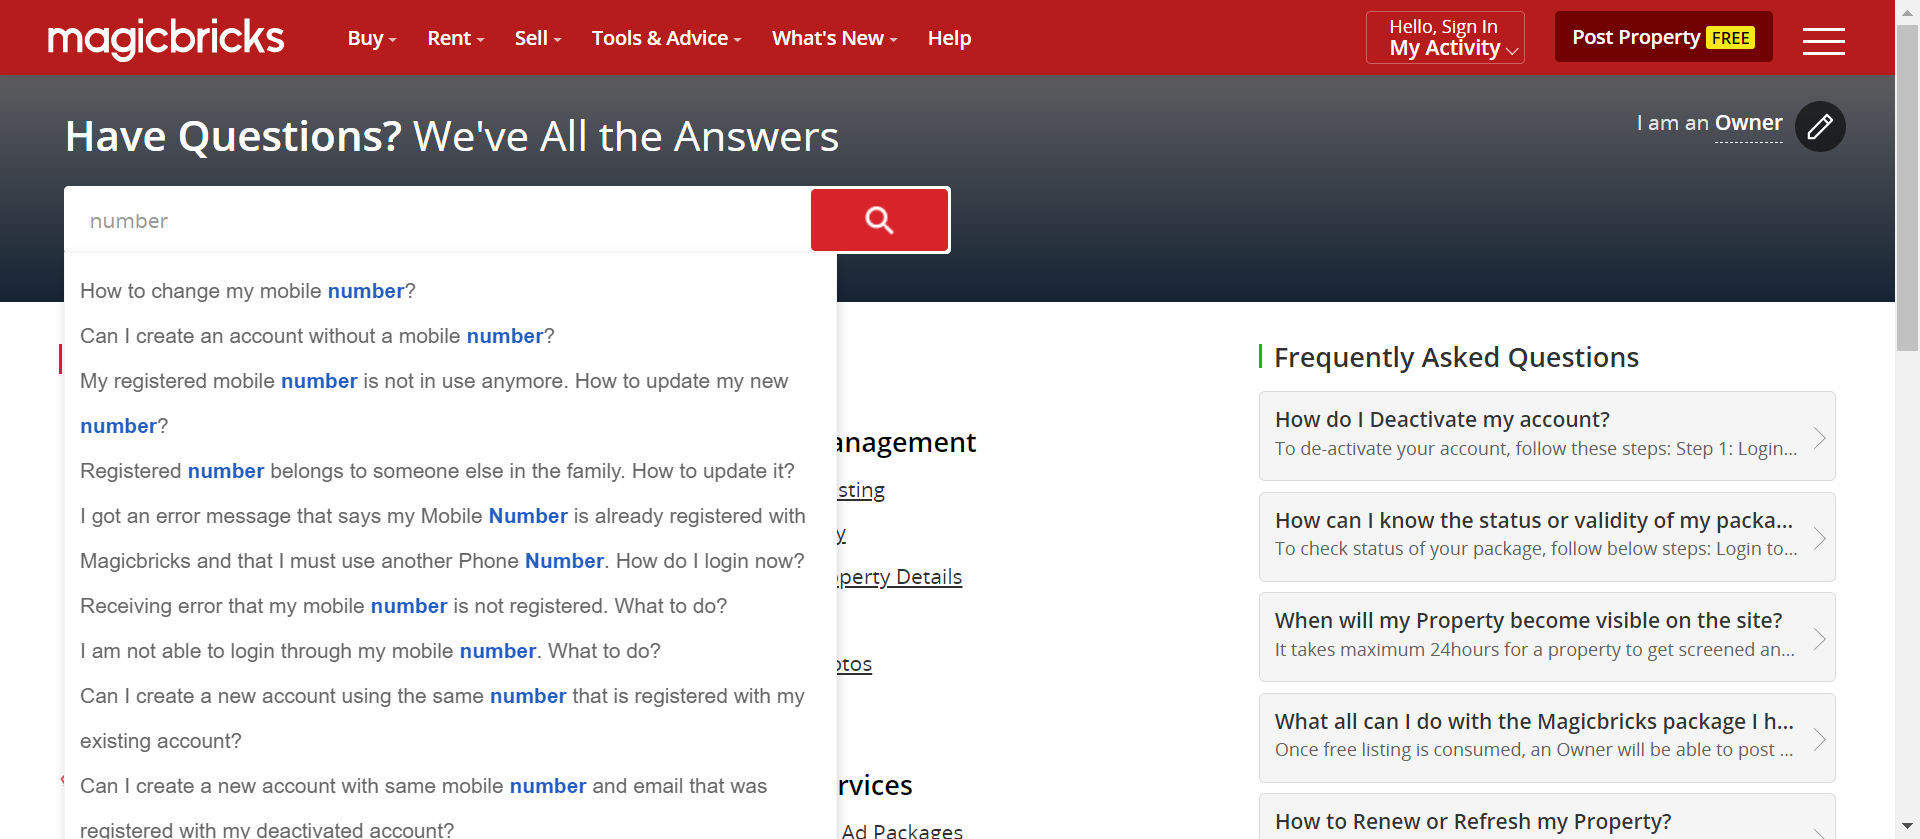 magicbricks
Buy
Rent
Sell
Tools & Advice
What's New
Help
Hello, Sign In
My Activity
Post Property FREE
Have Questions? We've All the Answers
I am an Owner
number
How to change my mobile number?
Can I create an account without a mobile number?
My registered mobile number is not in use anymore. How to update my new
number?
Registered number belongs to someone else in the family. How to update it?
I got an error message that says my Mobile Number is already registered with
Magicbricks and that I must use another Phone Number. How do I login now?
Receiving error that my mobile number is not registered. What to do?
I am not able to login through my mobile number. What to do?
Can I create a new account using the same number that is registered with my
existing account?
Can I create a new account with same mobile number and email that was
registered with my deactivated account?
anagement
sting
y
perty Details
otos
rvices
Ad Packages
Frequently Asked Questions
How do I Deactivate my account?
To de-activate your account, follow these steps: Step 1: Login...
How can I know the status or validity of my packa...
To check status of your package, follow below steps: Login to...
When will my Property become visible on the site?
It takes maximum 24hours for a property to get screened an...
What all can I do with the Magicbricks package I h...
Once free listing is consumed, an Owner will be able to post ...
How to Renew or Refresh my Property?